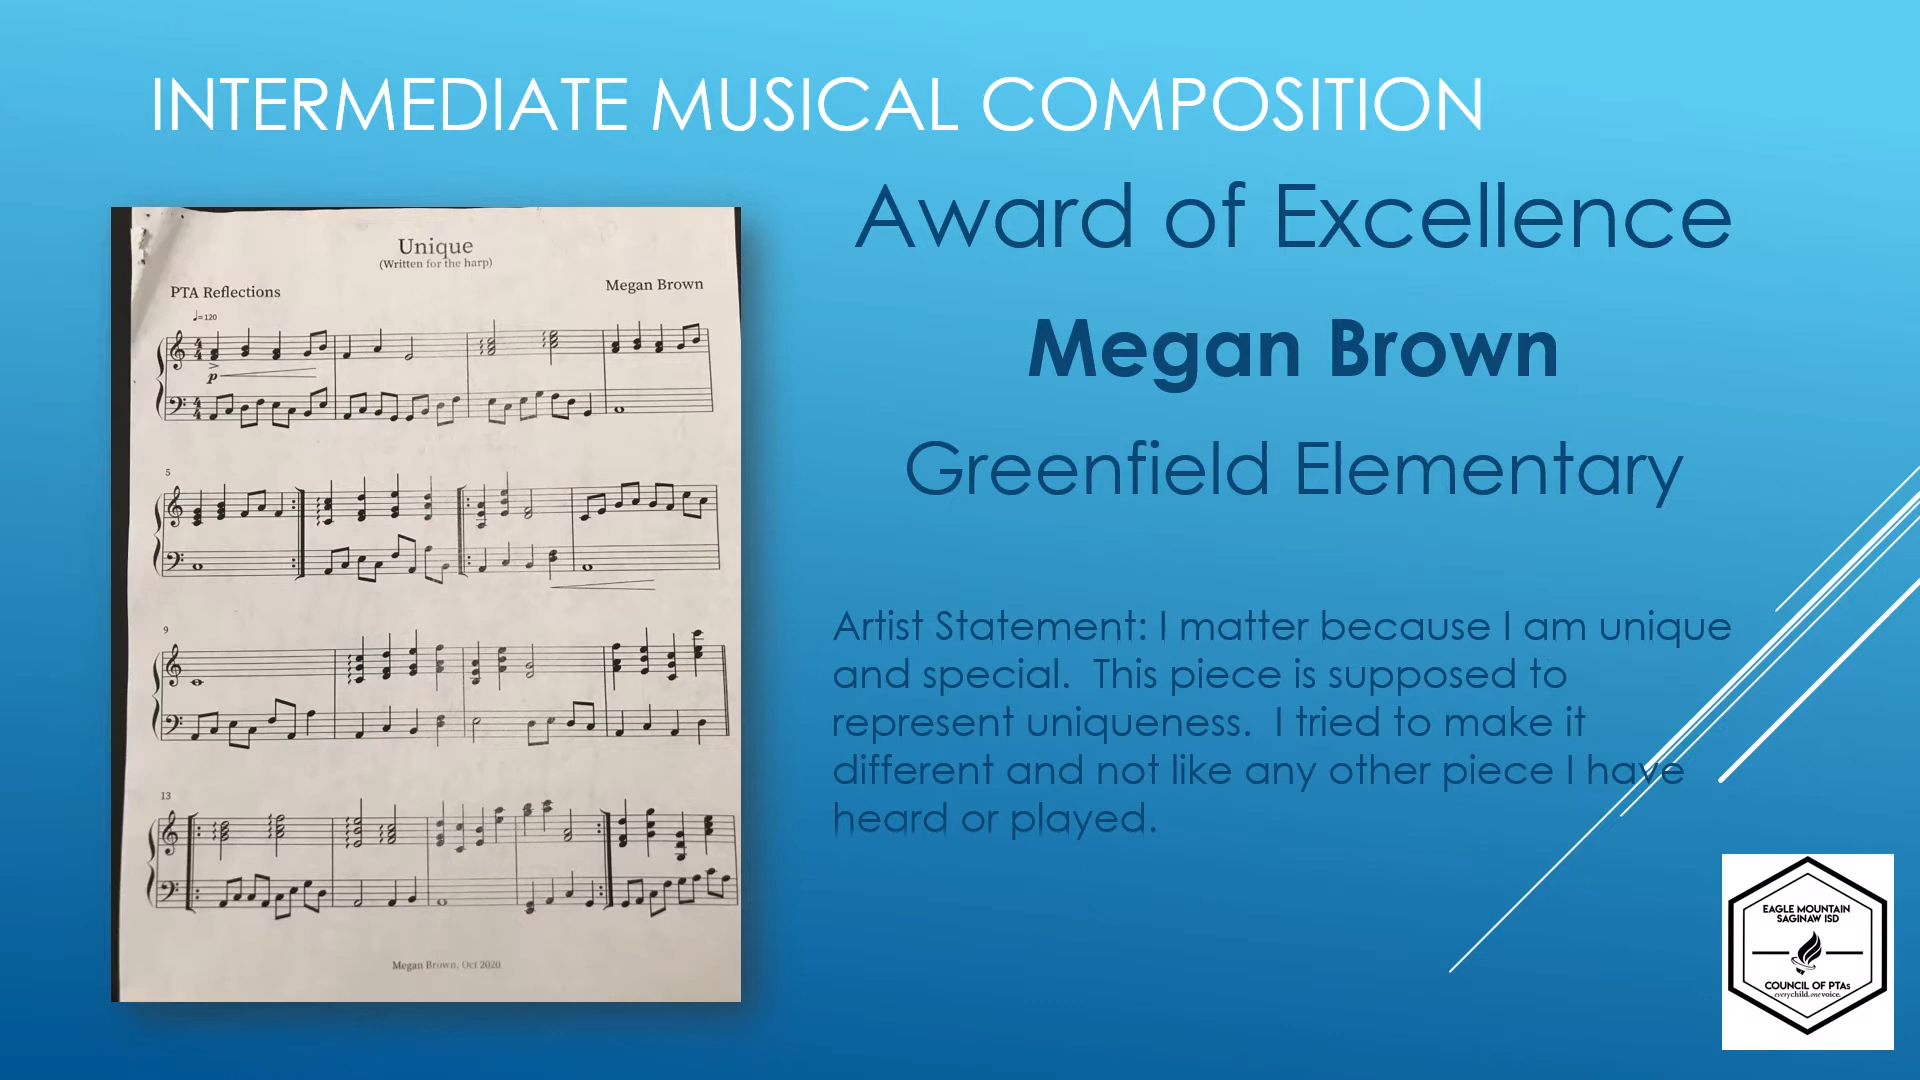 INTERMEDIATE MUSICAL COMPOSITION
Award of Excellence
Megan Brown
Greenfield Elementary
Artist Statement: I matter because I am unique
and special.  This piece is supposed to
represent uniqueness.  I tried to make it
different and not like any other piece I have
heard or played.
Unique
(Written for the harp)
PTA Reflections
Megan Brown
♩=120
p
5
9
13
Megan Brown, Oct 2020
EAGLE MOUNTAIN
SAGINAW ISD
COUNCIL OF PTAs
everychild.onevoice.